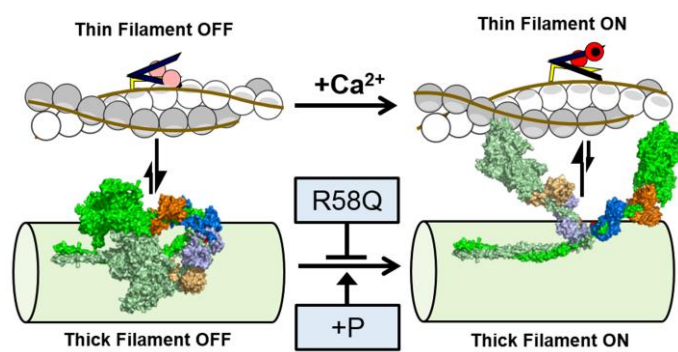 Thin Filament OFF
Thin Filament ON
+Ca²⁺
R58Q
+P
Thick Filament OFF
Thick Filament ON